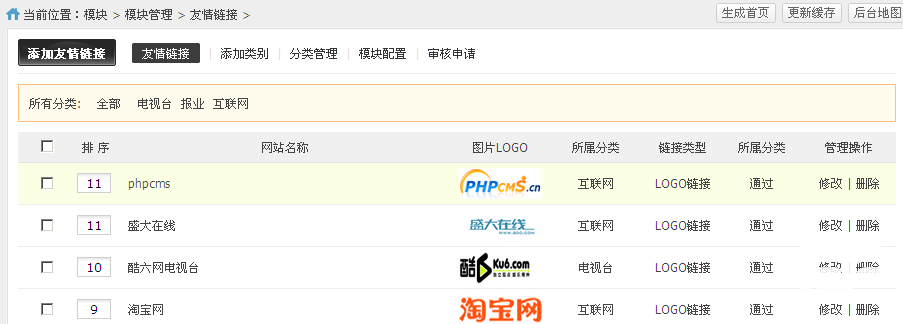 当前位置：模块 > 模块管理 > 友情链接 > 生成首页 更新缓存 后台地图
添加友情链接 友情链接 添加类别 分类管理 模块配置 审核申请
所有分类： 全部 电视台 报业 互联网
排 序 网站名称 图片LOGO 所属分类 链接类型 所属分类 管理操作
11 phpcms PHPCMS.cn 互联网 LOGO链接 通过 修改 | 删除
11 盛大在线 盛大在线 互联网 LOGO链接 通过 修改 | 删除
WWW.SDO.COM
10 酷六网电视台 酷6 Ku6.com 电视台 LOGO链接 通过 修改 | 删除
9 淘宝网 淘宝网 互联网 LOGO链接 通过 修改 | 删除